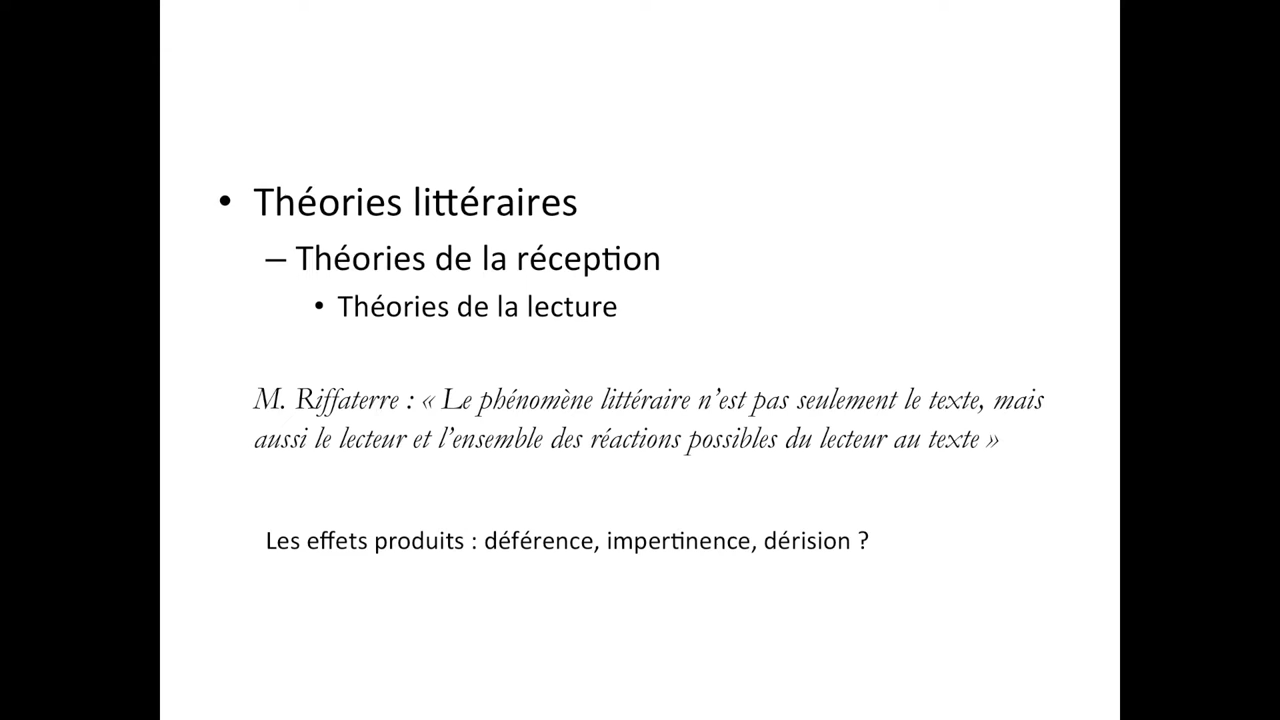 • Théories littéraires
– Théories de la réception
• Théories de la lecture
M. Riffaterre : « Le phénomène littéraire n’est pas seulement le texte, mais
aussi le lecteur et l’ensemble des réactions possibles du lecteur au texte »
Les effets produits : déférence, impertinence, dérision ?